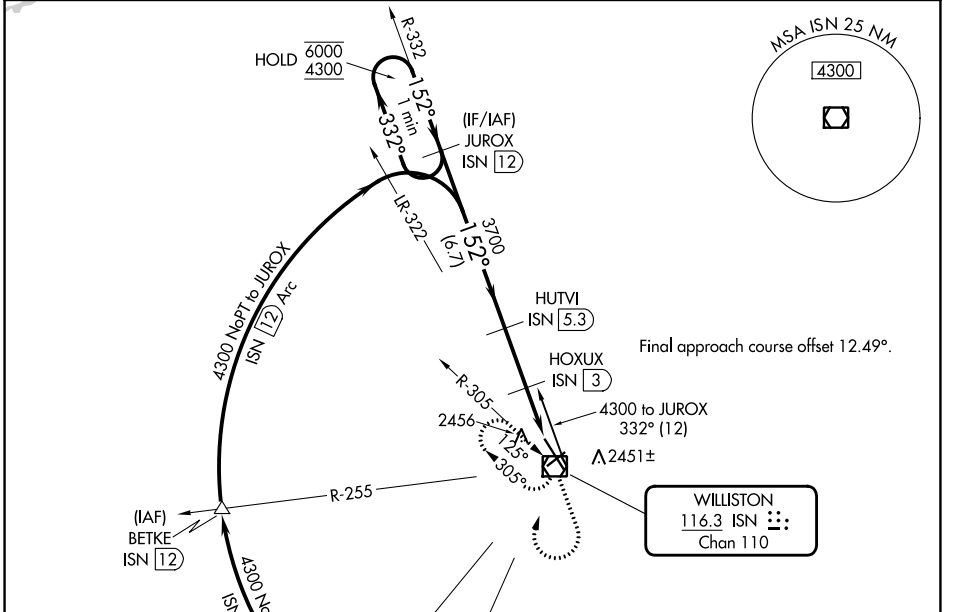 R-332
MSA ISN 25 NM
HOLD 6000
4300
4300
152°
1 min
332°
(IF/IAF)
JUROX
ISN 12
LR-322
3700
152°
(6.7)
4300 NoPT to JUROX
ISN 12 Arc
HUTVI
ISN 5.3
Final approach course offset 12.49°.
HOXUX
ISN 3
R-305
4300 to JUROX
332° (12)
2456
125°
305°
2451±
R-255
(IAF)
BETKE
ISN 12
WILLISTON
116.3 ISN
Chan 110
4300 No
ISN